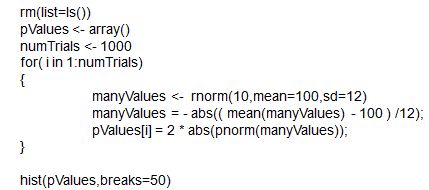 rm(list=ls())
pValues <- array()
numTrials <- 1000
for( i in 1:numTrials)
{
manyValues <- rnorm(10,mean=100,sd=12)
manyValues = - abs(( mean(manyValues) - 100 ) /12);
pValues[i] = 2 * abs(pnorm(manyValues));
}
hist(pValues,breaks=50)